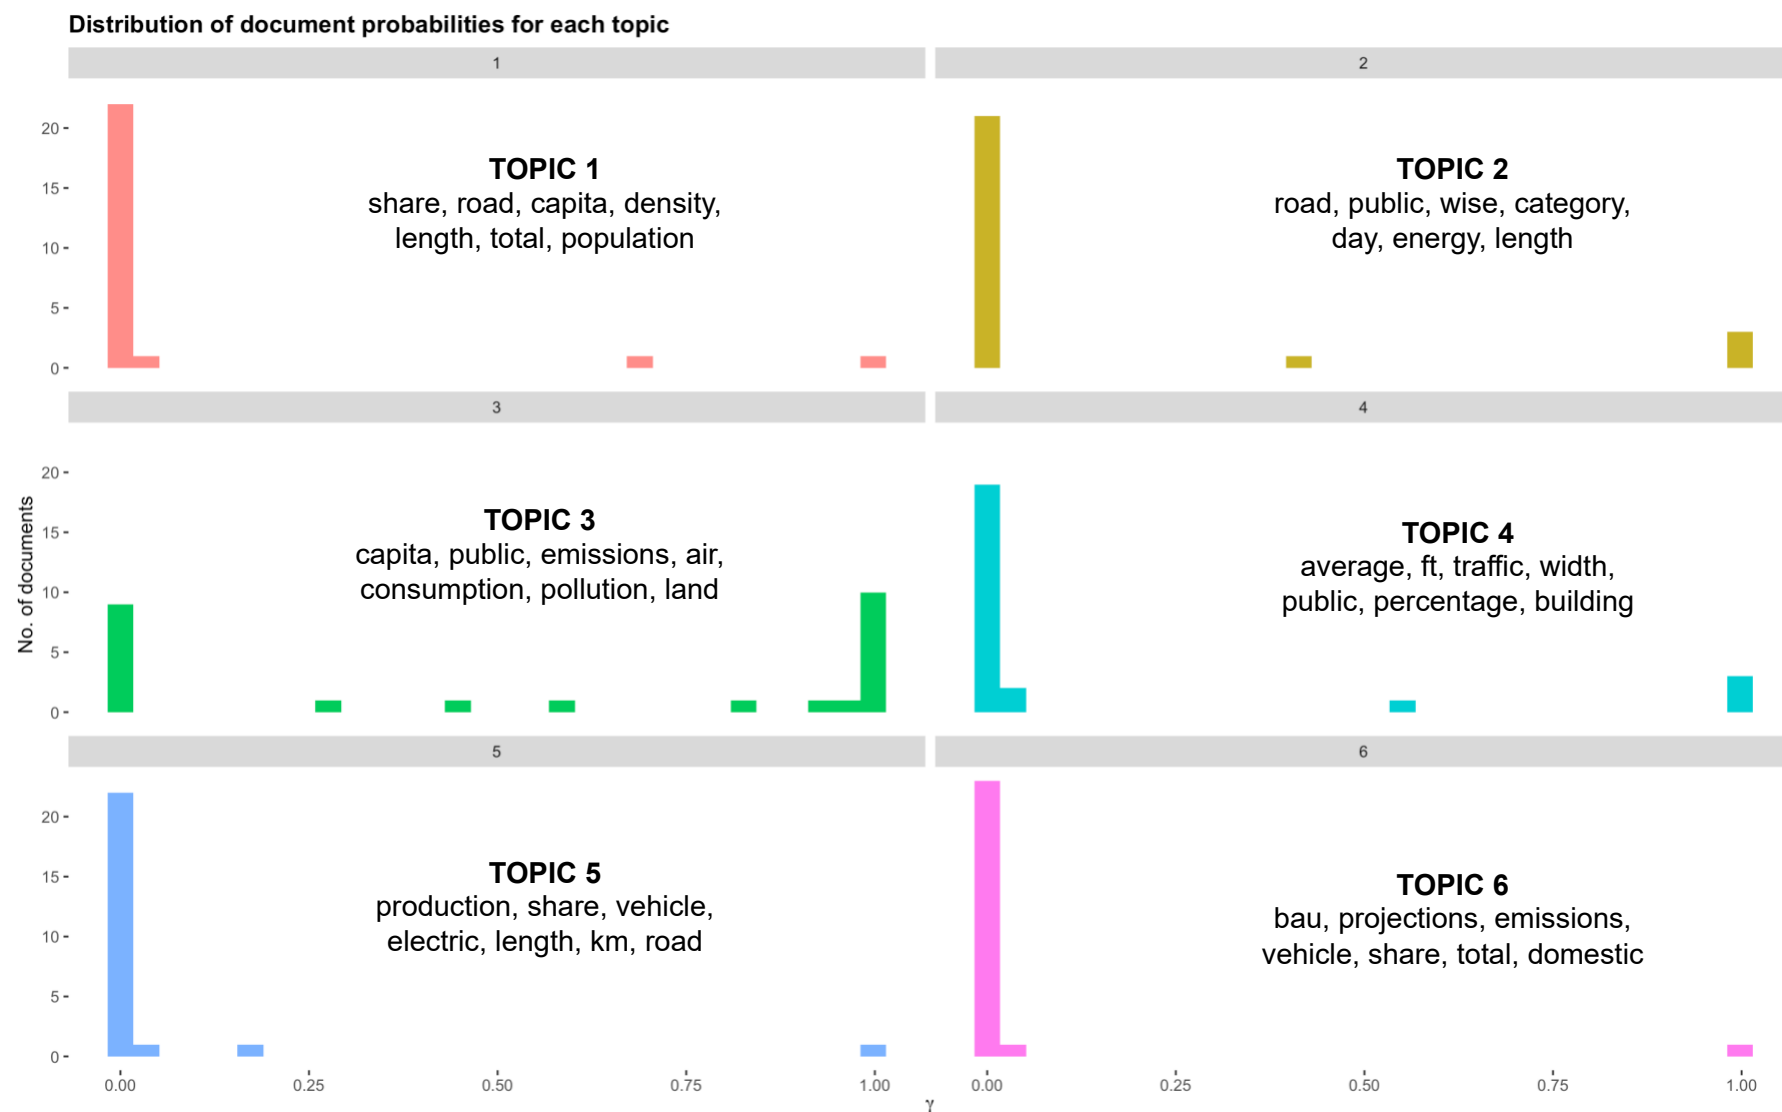 Distribution of document probabilities for each topic
1
2
20
15
10
5
0
TOPIC 1
share, road, capita, density,
length, total, population
TOPIC 2
road, public, wise, category,
day, energy, length
3
4
No. of documents
20
15
10
5
0
TOPIC 3
capita, public, emissions, air,
consumption, pollution, land
TOPIC 4
average, ft, traffic, width,
public, percentage, building
5
6
20
15
10
5
0
TOPIC 5
production, share, vehicle,
electric, length, km, road
TOPIC 6
bau, projections, emissions,
vehicle, share, total, domestic
0.00 0.25 0.50 0.75 1.00
0.00 0.25 0.50 0.75 1.00
γ